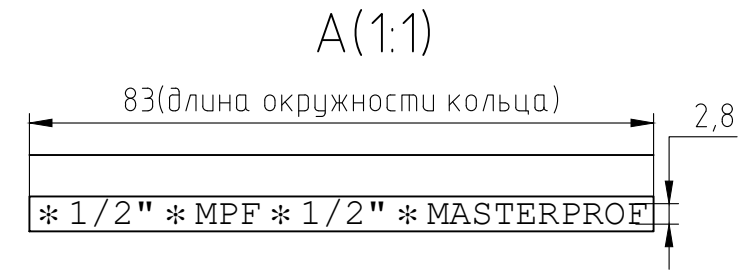 А(1:1)
83(длина окружности кольца)
2,8
* 1/2" * MPF * 1/2" * MASTERPROF